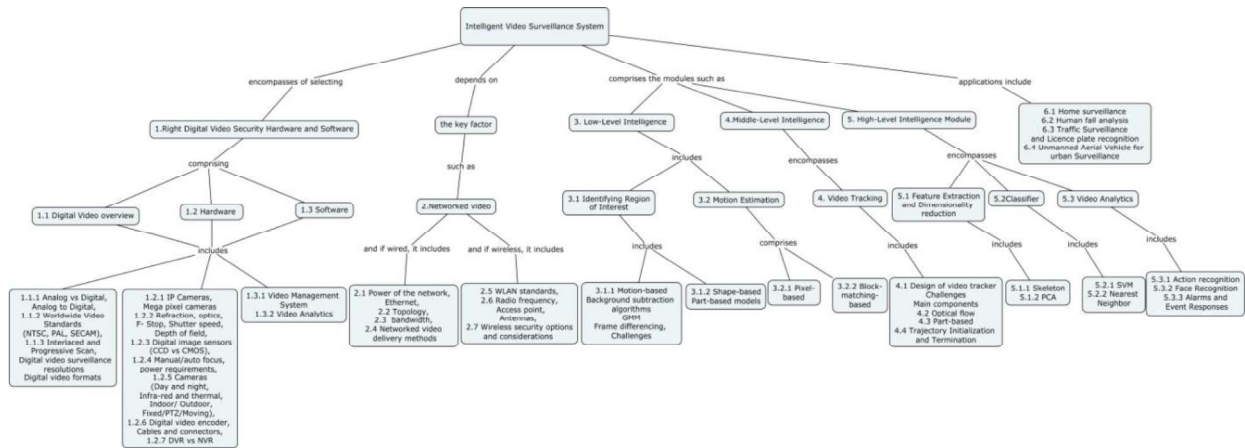 Intelligent Video Surveillance System
encompasses of selecting
depends on
comprises the modules such as
applications include
1.Right Digital Video Security Hardware and Software
the key factor
3. Low-Level Intelligence
4.Middle-Level Intelligence
5. High-Level Intelligence Module
6.1 Home surveillance
6.2 Human fall analysis
6.3 Traffic Surveillance
and Licence plate recognition
6.4 Unmanned Aerial Vehicle for
urban Surveillance
comprising
such as
includes
encompasses
encompasses
1.1 Digital Video overview
1.2 Hardware
1.3 Software
2.Networked video
3.1 Identifying Region
of Interest
3.2 Motion Estimation
4. Video Tracking
5.1 Feature Extraction
and Dimensionality
reduction
5.2Classifier
5.3 Video Analytics
includes
and if wired, it includes
and if wireless, it includes
includes
comprises
includes
includes
includes
includes
1.1.1 Analog vs Digital,
Analog to Digital,
1.1.2 Worldwide Video
Standards
(NTSC, PAL, SECAM),
1.1.3 Interlaced and
Progressive Scan,
Digital video surveillance
resolutions
Digital video formats
1.2.1 IP Cameras,
Mega pixel cameras
1.2.2 Refraction, optics,
F- Stop, Shutter speed,
Depth of field,
1.2.3 Digital image sensors
(CCD vs CMOS),
1.2.4 Manual/auto focus,
power requirements,
1.2.5 Cameras
(Day and night,
Infra-red and thermal,
Indoor/ Outdoor,
Fixed/PTZ/Moving),
1.2.6 Digital video encoder,
Cables and connectors,
1.2.7 DVR vs NVR
1.3.1 Video Management
System
1.3.2 Video Analytics
2.1 Power of the network,
Ethernet,
2.2 Topology,
2.3 bandwidth,
2.4 Networked video
delivery methods
2.5 WLAN standards,
2.6 Radio frequency,
Access point,
Antennas,
2.7 Wireless security options
and considerations
3.1.1 Motion-based
Background subtraction
algorithms
GMM
Frame differencing,
Challenges
3.1.2 Shape-based
Part-based models
3.2.1 Pixel-
based
3.2.2 Block-
matching-
based
4.1 Design of video tracker
Challenges
Main components
4.2 Optical flow
4.3 Part-based
4.4 Trajectory Initialization
and Termination
5.1.1 Skeleton
5.1.2 PCA
5.2.1 SVM
5.2.2 Nearest
Neighbor
5.3.1 Action recognition
5.3.2 Face Recognition
5.3.3 Alarms and
Event Responses